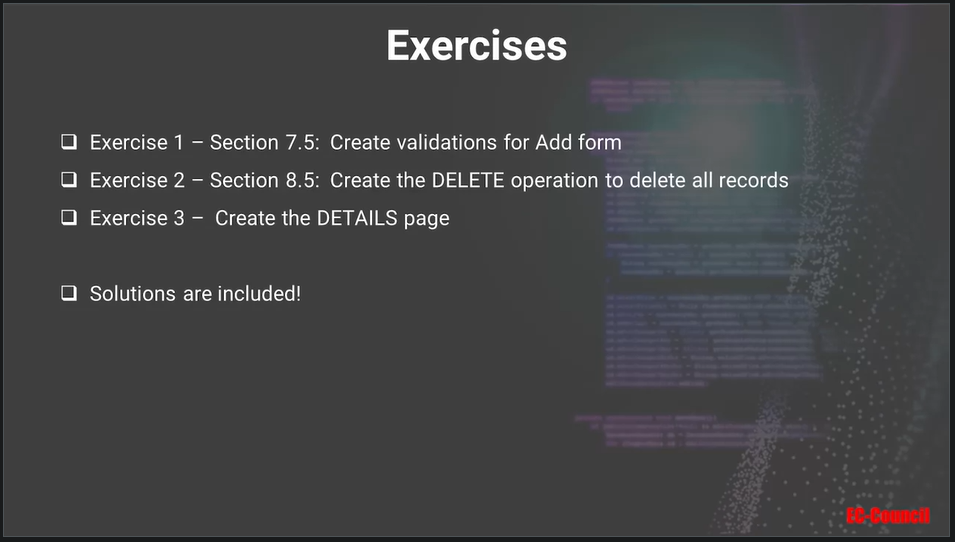 Exercises
❑ Exercise 1 – Section 7.5: Create validations for Add form
❑ Exercise 2 – Section 8.5: Create the DELETE operation to delete all records
❑ Exercise 3 – Create the DETAILS page
❑ Solutions are included!
EC-Council